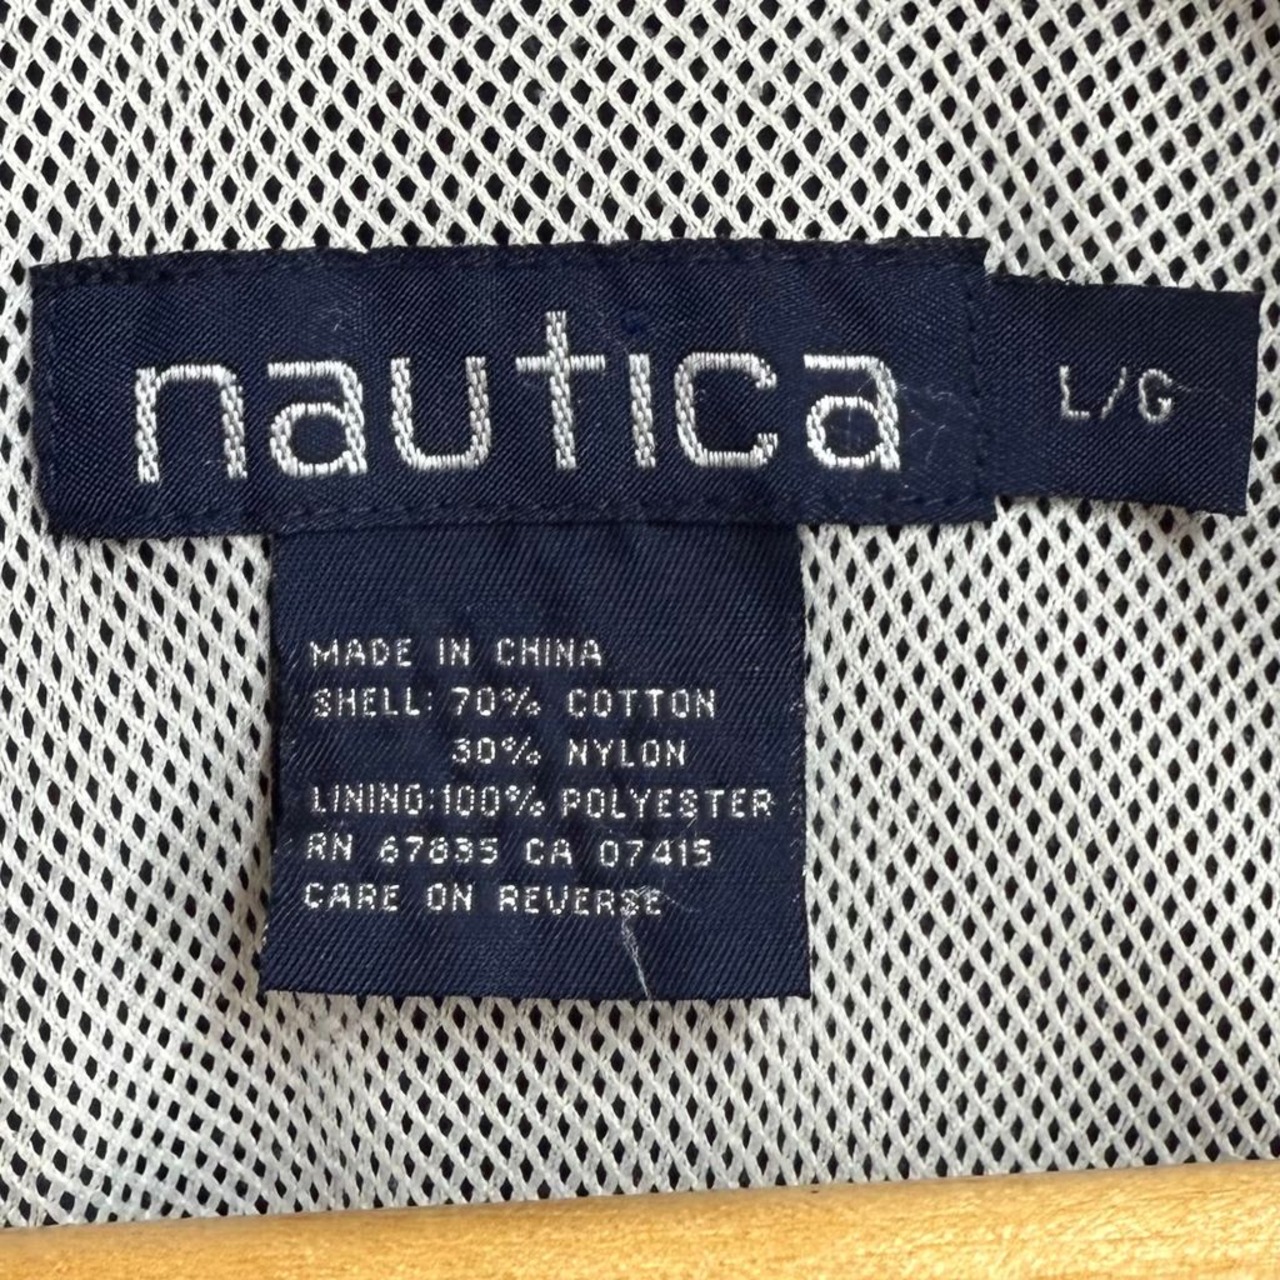 nautica
L/G
MADE IN CHINA
SHELL: 70% COTTON
30% NYLON
LINING:100% POLYESTER
RN 67835 CA 07415
CARE ON REVERSE